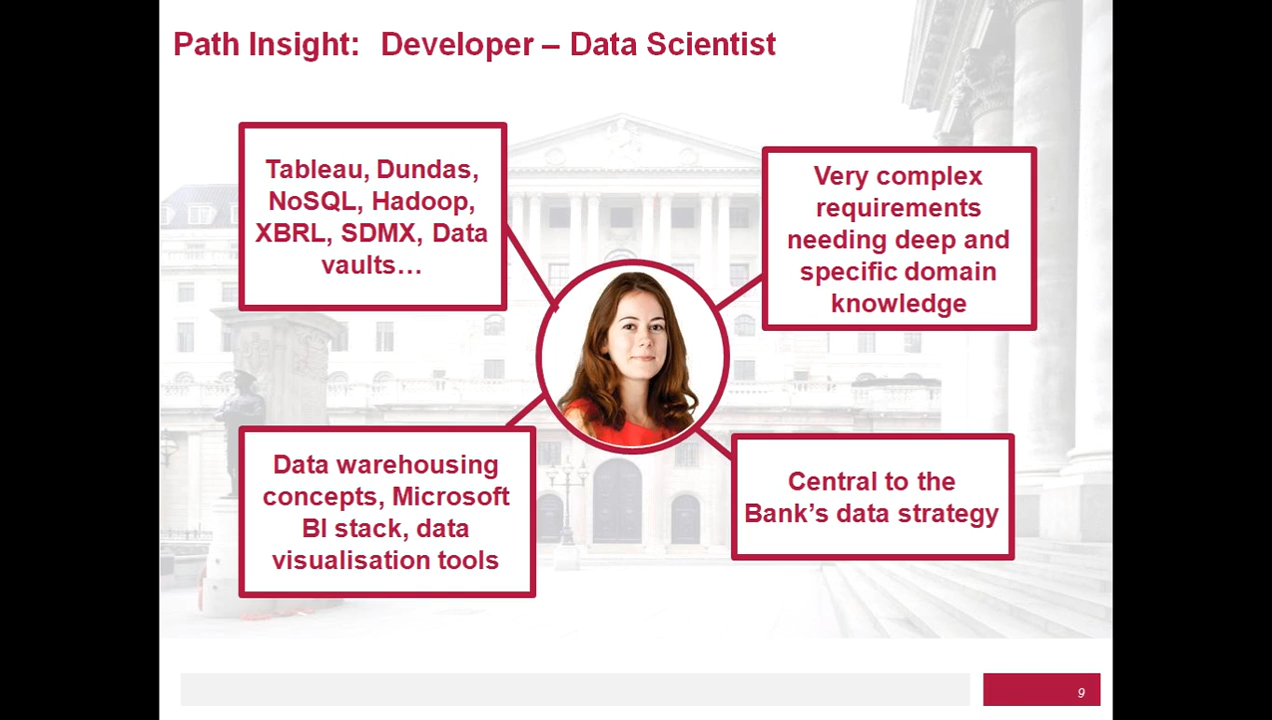 Path Insight: Developer – Data Scientist
Tableau, Dundas,
NoSQL, Hadoop,
XBRL, SDMX, Data
vaults…
Very complex
requirements
needing deep and
specific domain
knowledge
Data warehousing
concepts, Microsoft
BI stack, data
visualisation tools
Central to the
Bank’s data strategy
9